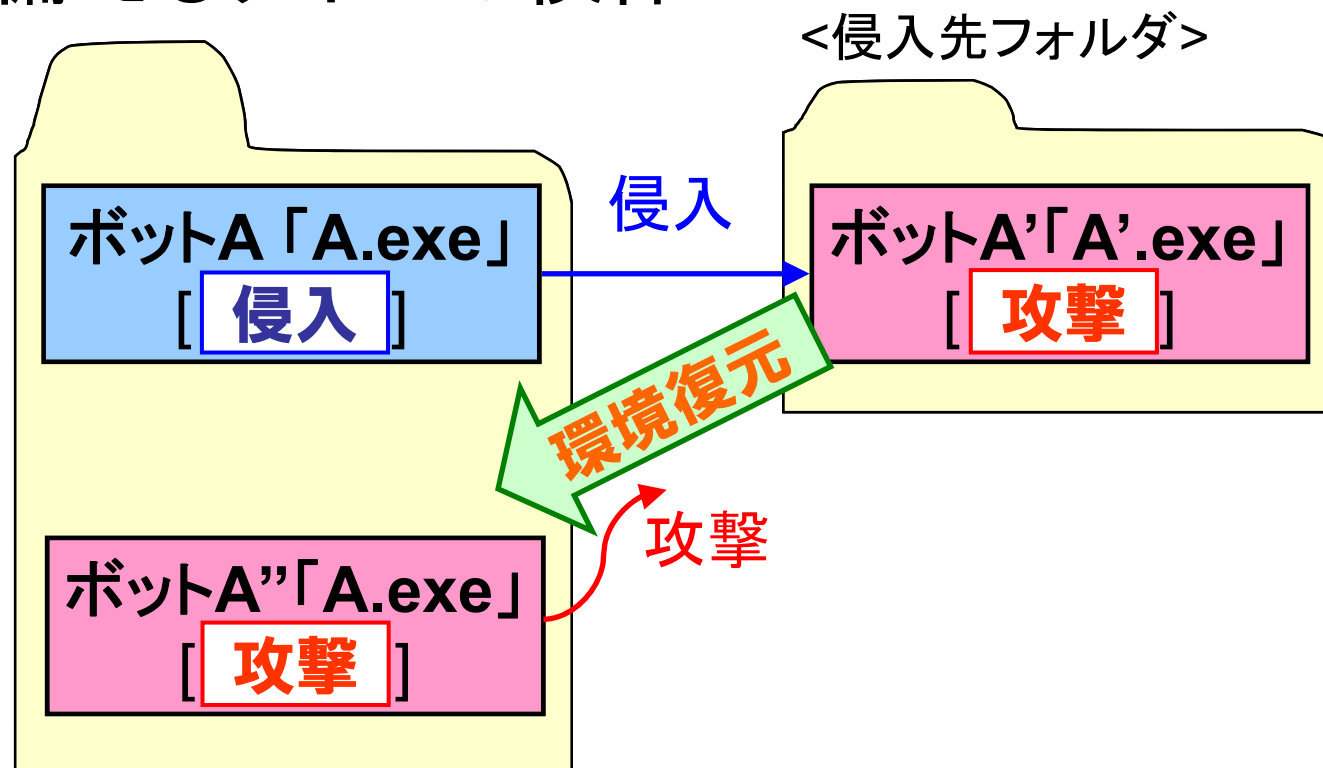 <侵入先フォルダ>
ボットA「A.exe」
[ 侵入 ]
侵入
ボットA’「A’.exe」
[ 攻撃 ]
環境復元
攻撃
ボットA”「A.exe」
[ 攻撃 ]